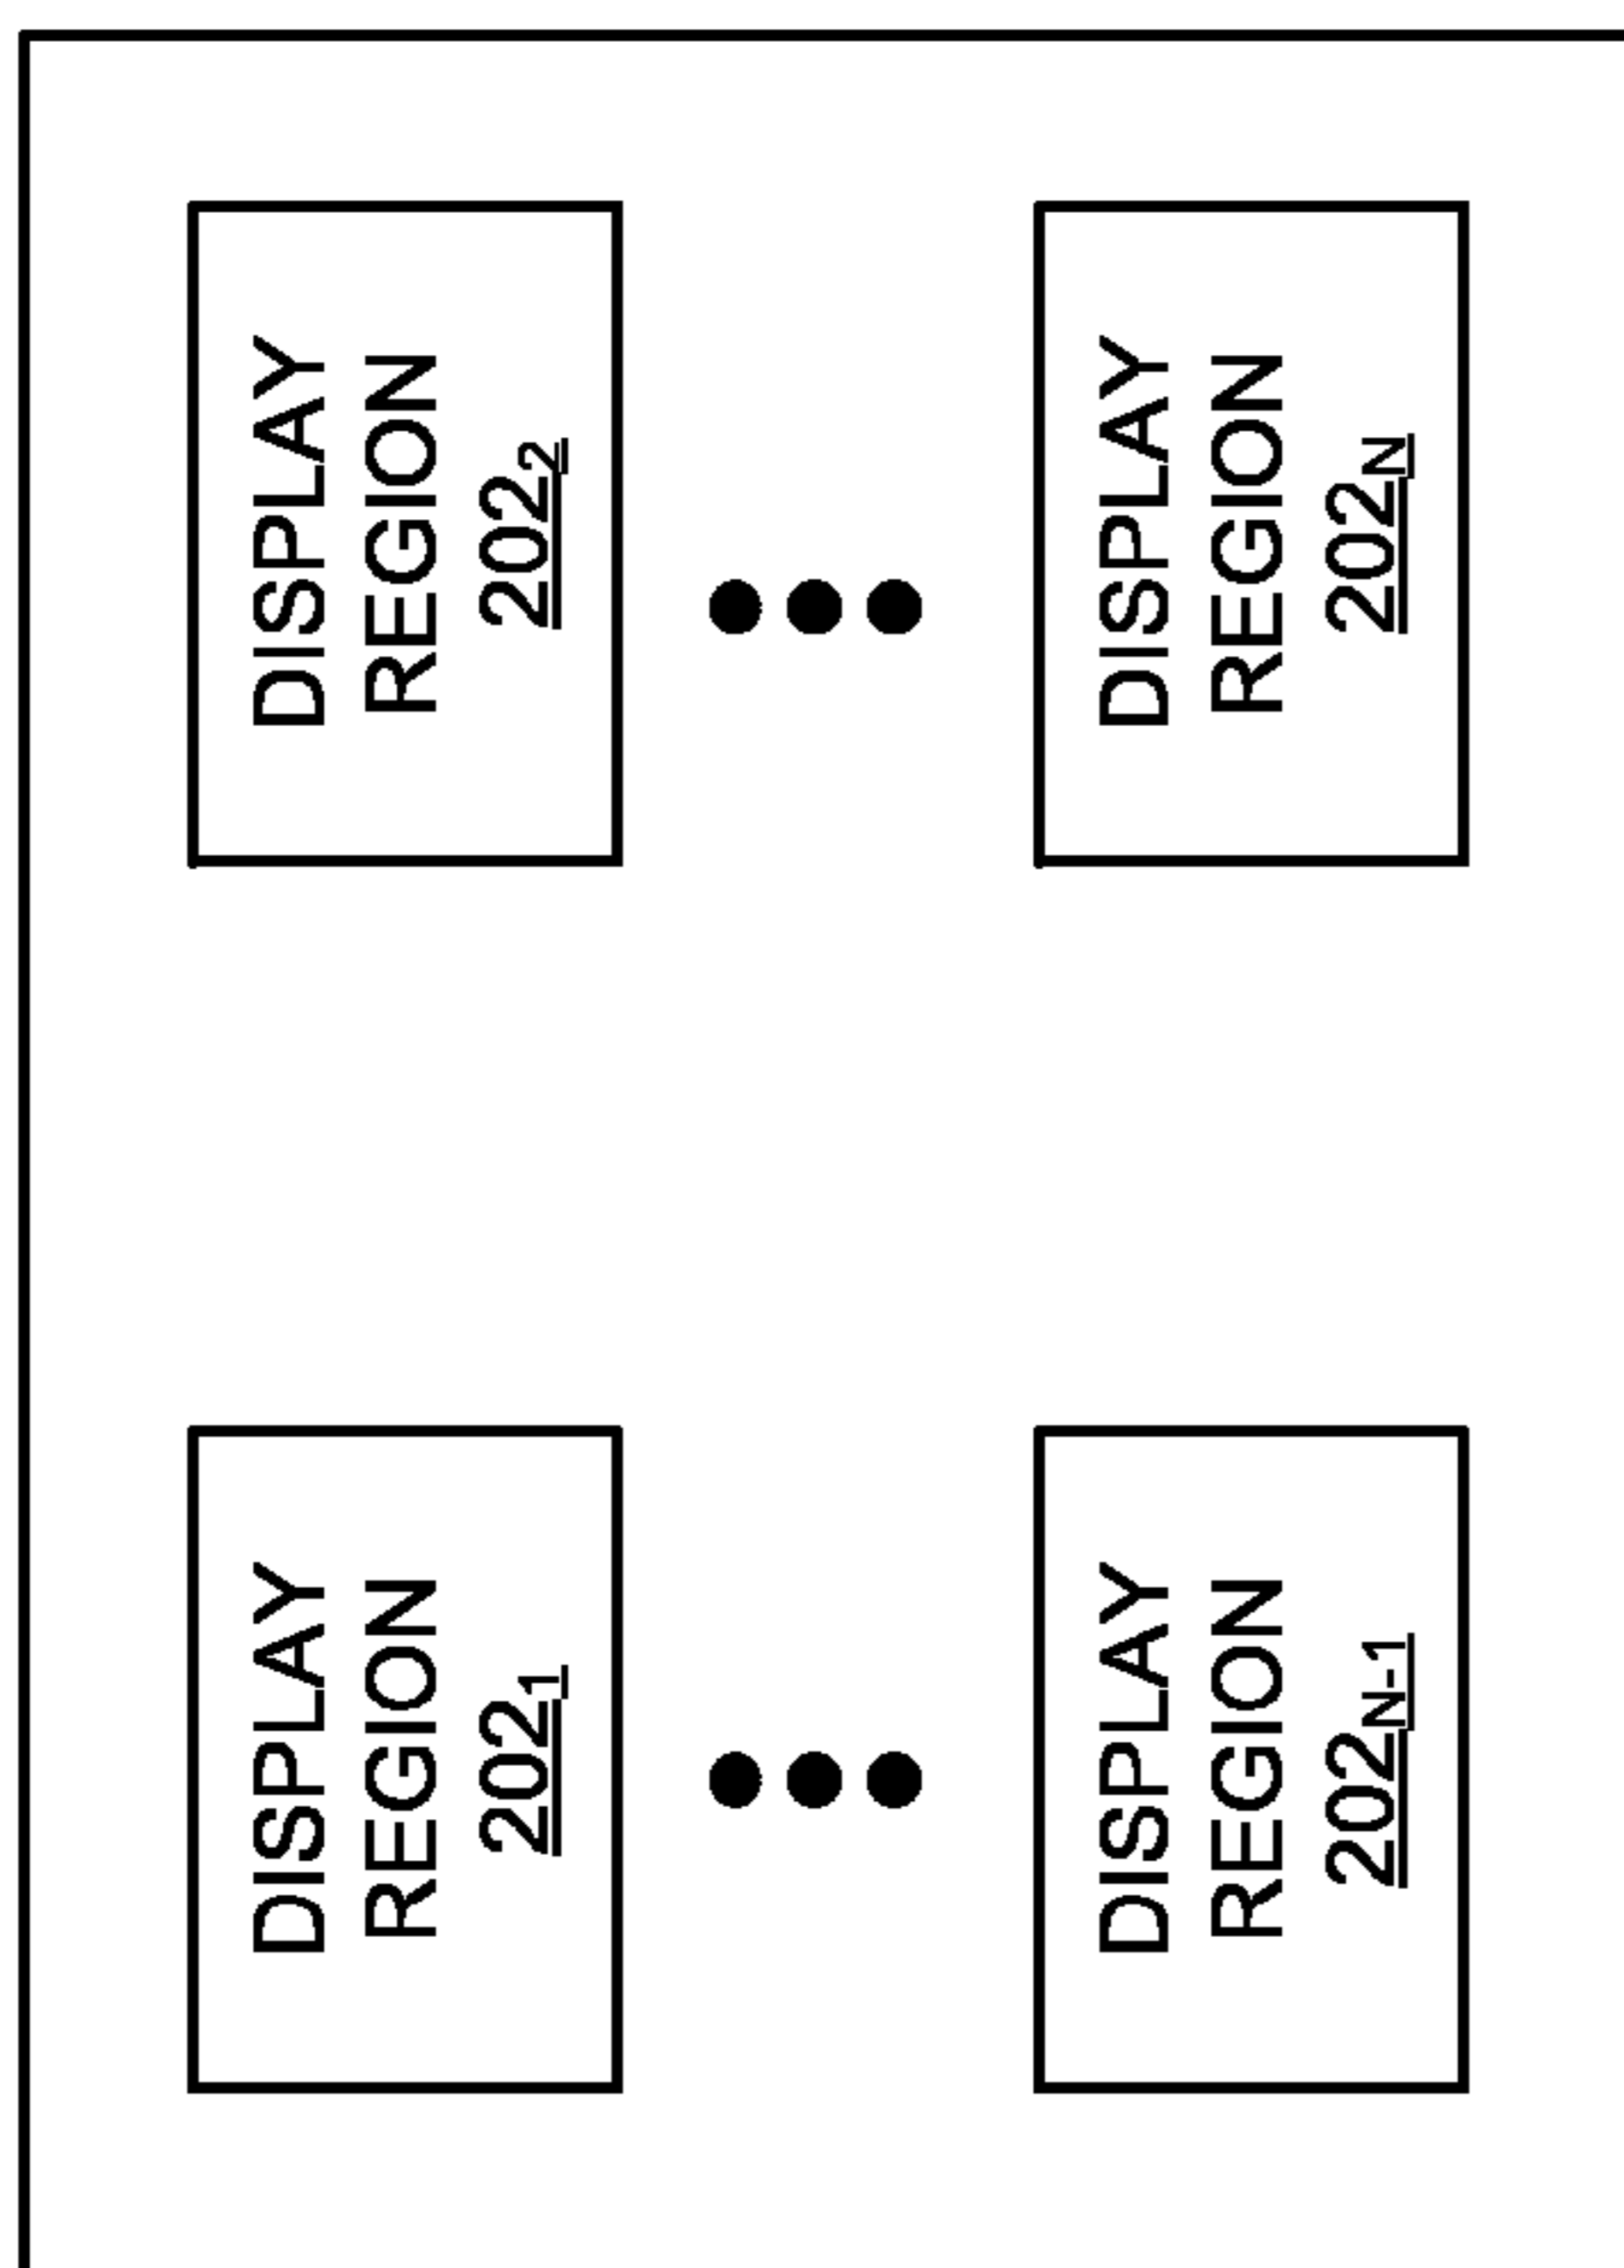 DISPLAY
REGION
202₁
DISPLAY
REGION
202₂
DISPLAY
REGION
202N-1
DISPLAY
REGION
202N